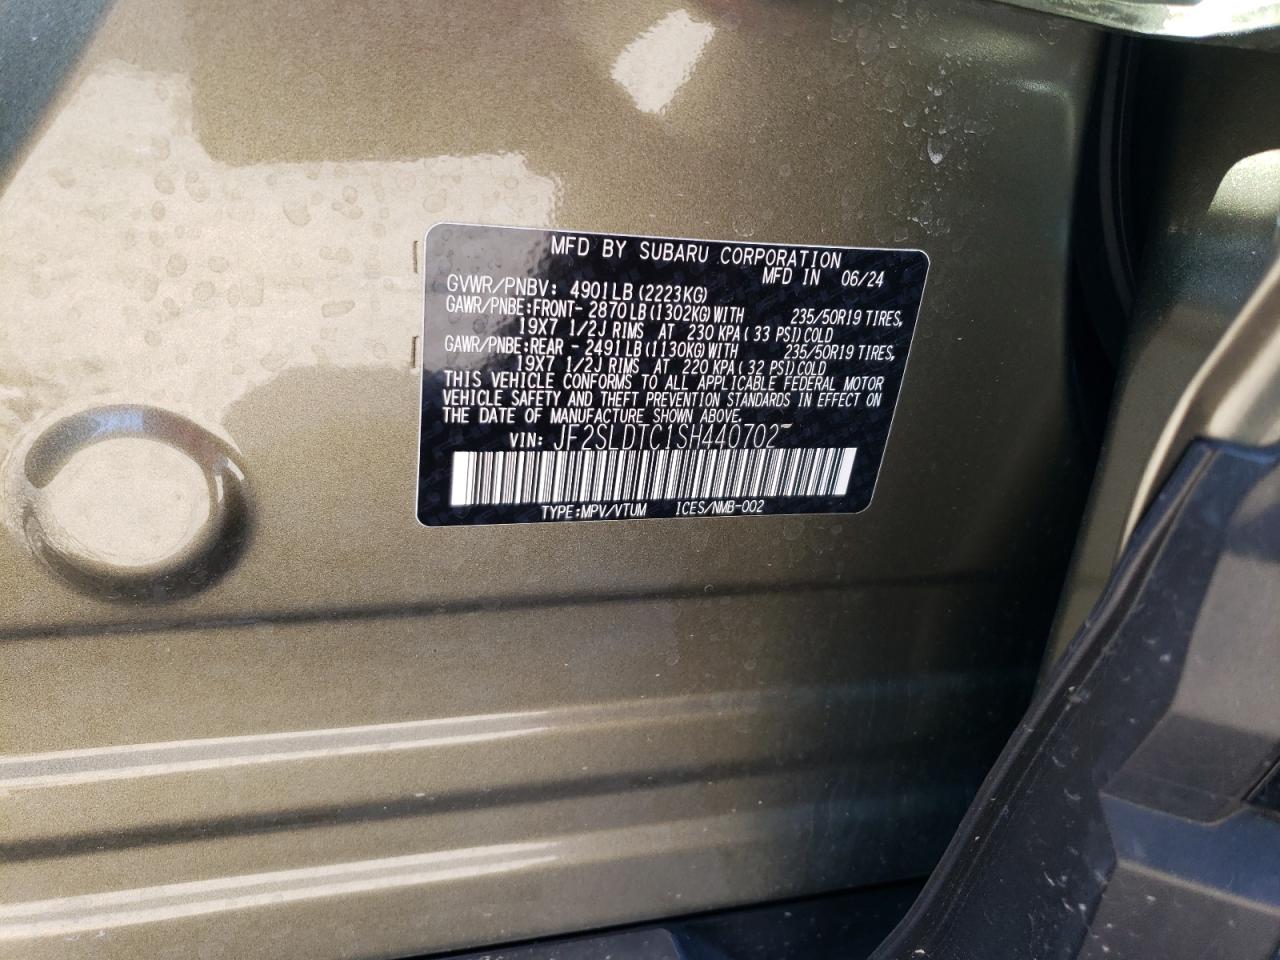 MFD BY SUBARU CORPORATION
MFD IN 06/24
GVWR/PNBV: 4901LB (2223KG)
GAWR/PNBE:FRONT- 2870LB(1302KG)WITH 235/50R19 TIRES,
19X7 1/2J RIMS AT 230 KPA( 33 PSI)COLD
GAWR/PNBE:REAR - 2491LB(1130KG)WITH 235/50R19 TIRES,
19X7 1/2J RIMS AT 220 KPA( 32 PSI)COLD
THIS VEHICLE CONFORMS TO ALL APPLICABLE FEDERAL MOTOR
VEHICLE SAFETY AND THEFT PREVENTION STANDARDS IN EFFECT ON
THE DATE OF MANUFACTURE SHOWN ABOVE.
VIN: JF2SLDTC1SH440702
TYPE:MPV/VTUM ICES/NMB-002